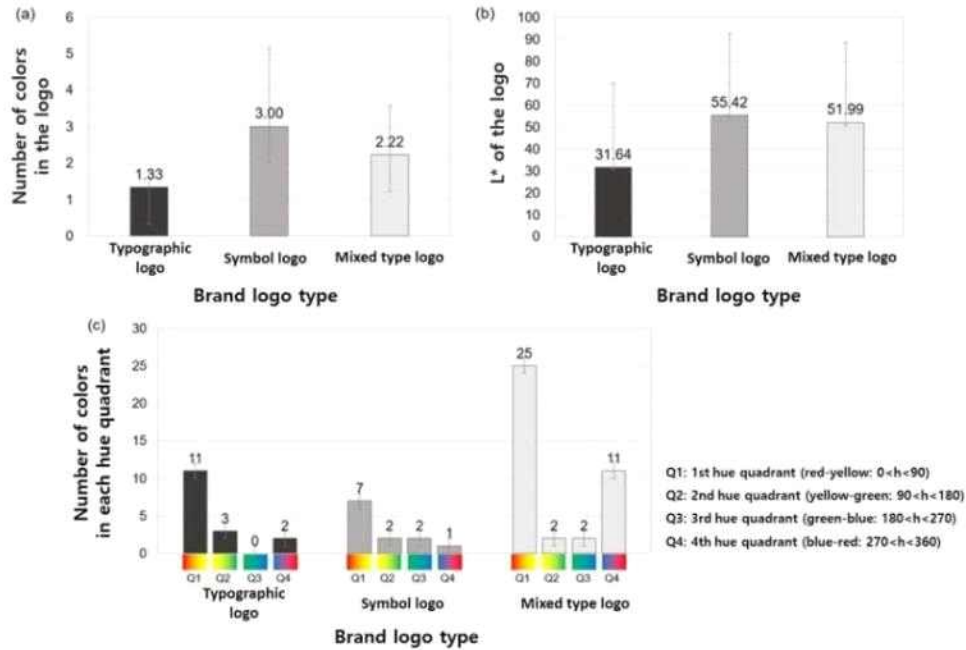 (a)
Number of colors
in the logo
6
5
4
3
2
1
0
1.33
3.00
2.22
Typographic
logo
Symbol logo
Mixed type logo
Brand logo type
(b)
L* of the logo
100
90
80
70
60
50
40
30
20
10
0
31.64
55.42
51.99
Typographic
logo
Symbol logo
Mixed type logo
Brand logo type
(c)
Number of colors
in each hue quadrant
30
25
20
15
10
5
0
11
3
0
2
7
2
2
1
25
2
2
11
Q1 Q2 Q3 Q4
Q1 Q2 Q3 Q4
Q1 Q2 Q3 Q4
Typographic
logo
Symbol logo
Mixed type logo
Brand logo type
Q1: 1st hue quadrant (red-yellow: 0<h<90)
Q2: 2nd hue quadrant (yellow-green: 90<h<180)
Q3: 3rd hue quadrant (green-blue: 180<h<270)
Q4: 4th hue quadrant (blue-red: 270<h<360)